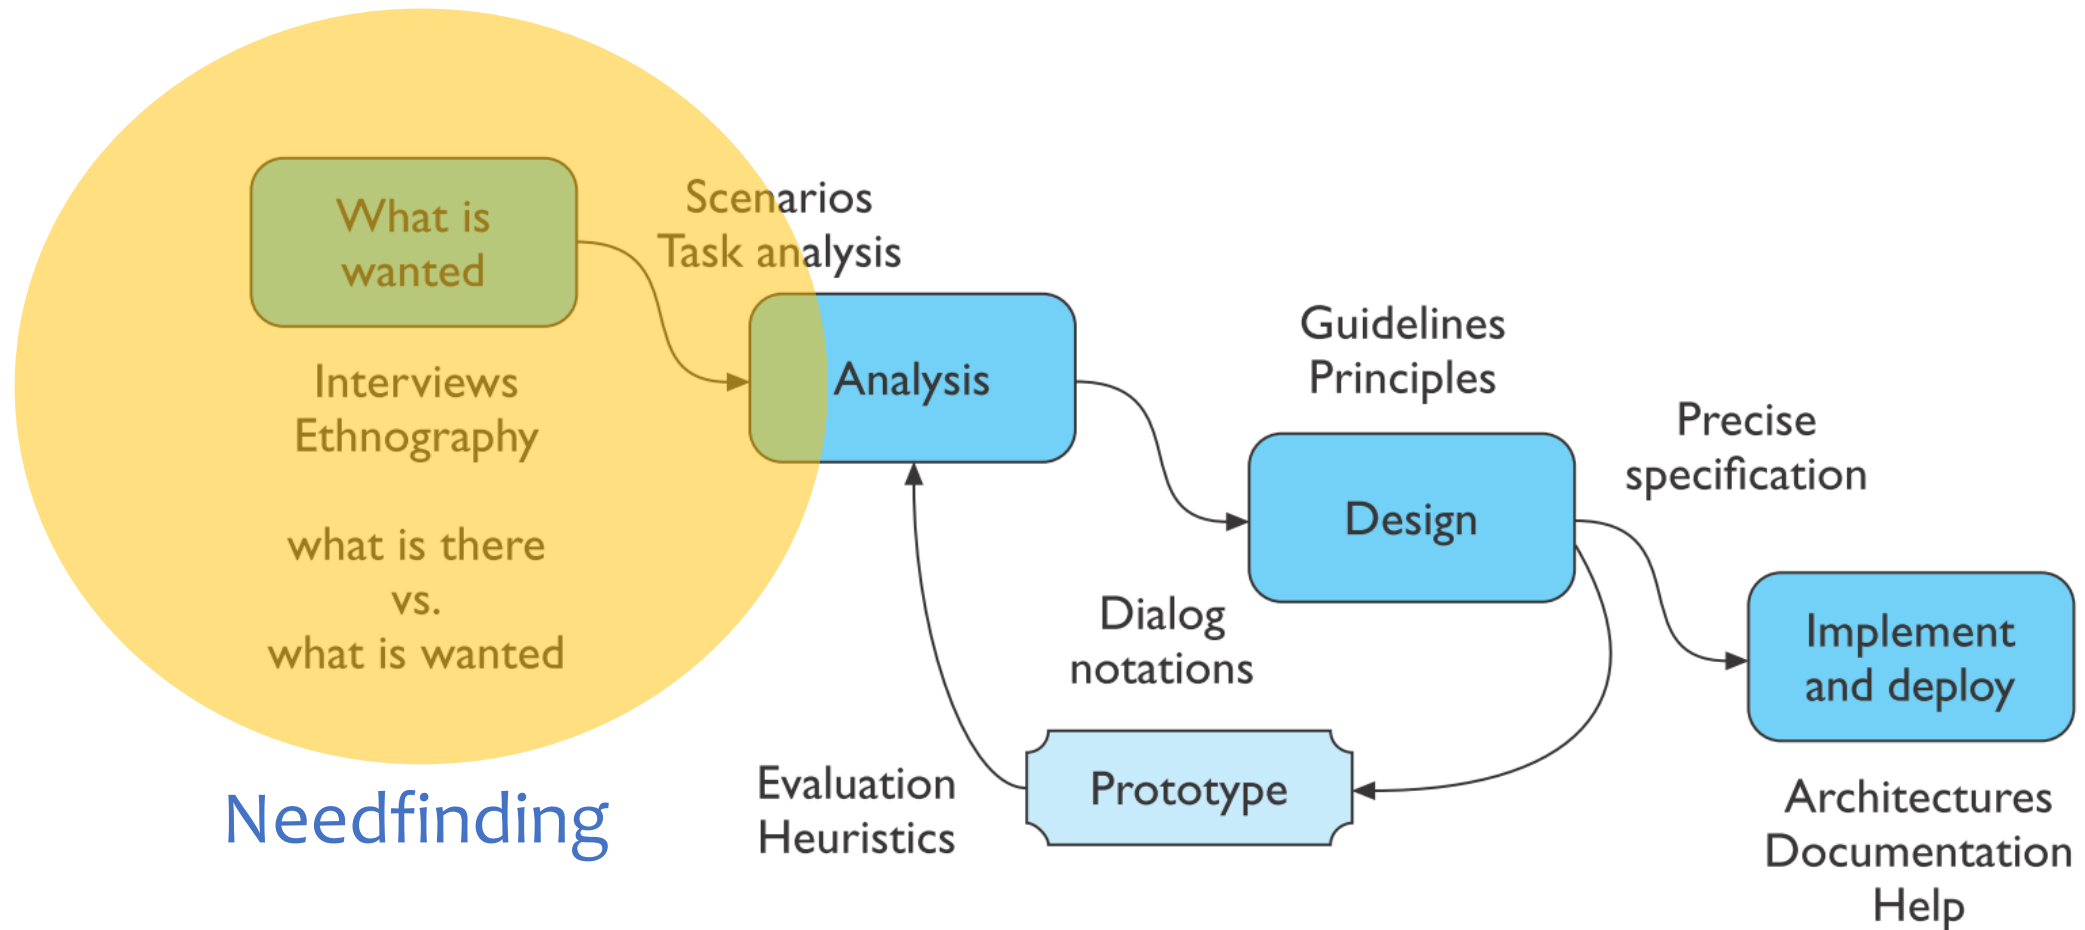 What is
wanted
Interviews
Ethnography
what is there
vs.
what is wanted
Needfinding
Scenarios
Task analysis
Analysis
Guidelines
Principles
Design
Precise
specification
Dialog
notations
Prototype
Evaluation
Heuristics
Implement
and deploy
Architectures
Documentation
Help